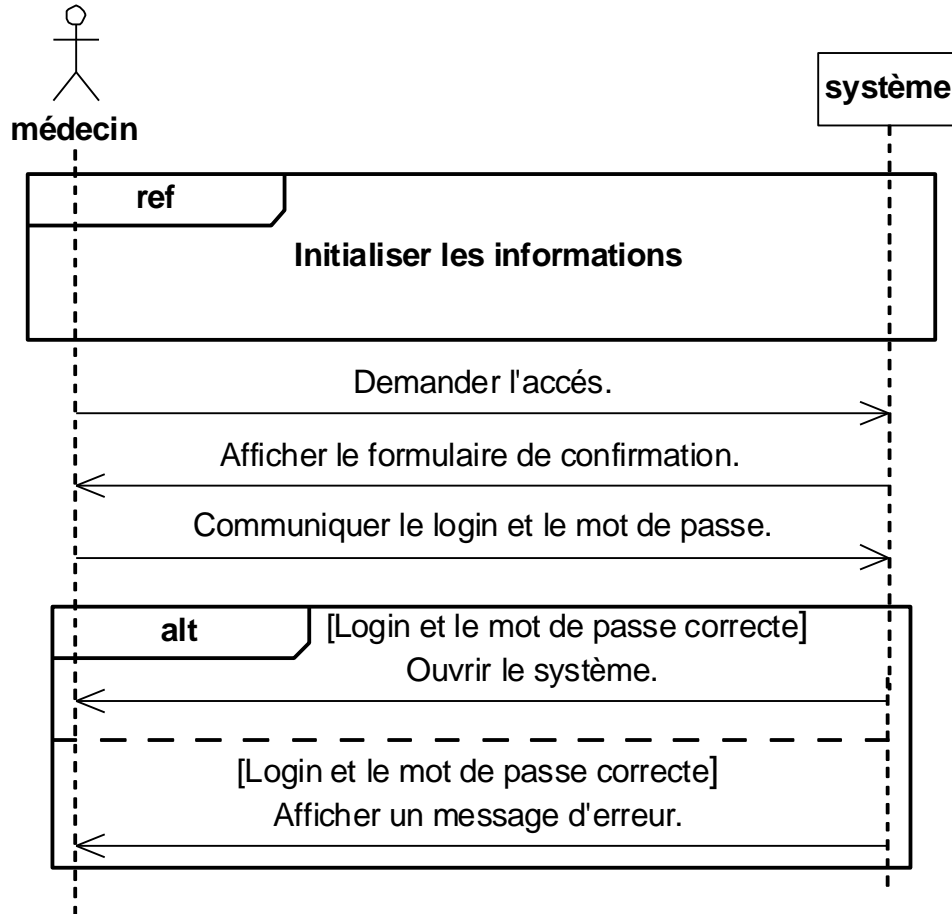 système
médecin
ref
Initialiser les informations
Demander l'accés.
Afficher le formulaire de confirmation.
Communiquer le login et le mot de passe.
alt
[Login et le mot de passe correcte]
Ouvrir le système.
[Login et le mot de passe correcte]
Afficher un message d'erreur.